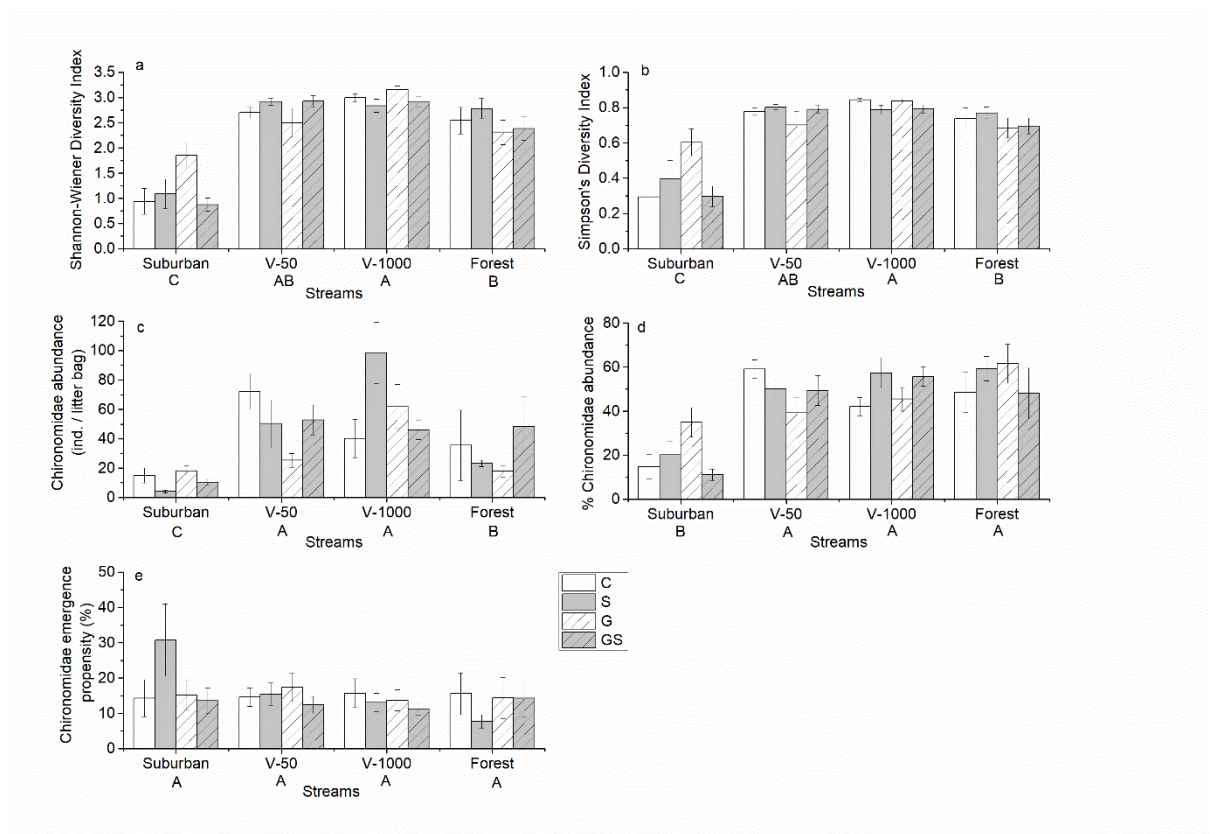 a
Shannon-Wiener Diversity Index
3.5
3.0
2.5
2.0
1.5
1.0
0.5
0.0
Suburban V-50 V-1000 Forest
C AB A B
Streams
b
Simpson's Diversity Index
1.0
0.8
0.6
0.4
0.2
0.0
Suburban V-50 V-1000 Forest
C AB A B
Streams
c
Chironomidae abundance
(ind. / litter bag)
120
100
80
60
40
20
0
Suburban V-50 V-1000 Forest
C A A B
Streams
d
% Chironomidae abundance
80
60
40
20
0
Suburban V-50 V-1000 Forest
B A A A
Streams
e
Chironomidae emergence
propensity (%)
50
40
30
20
10
0
Suburban V-50 V-1000 Forest
A A A A
Streams
C
S
G
GS